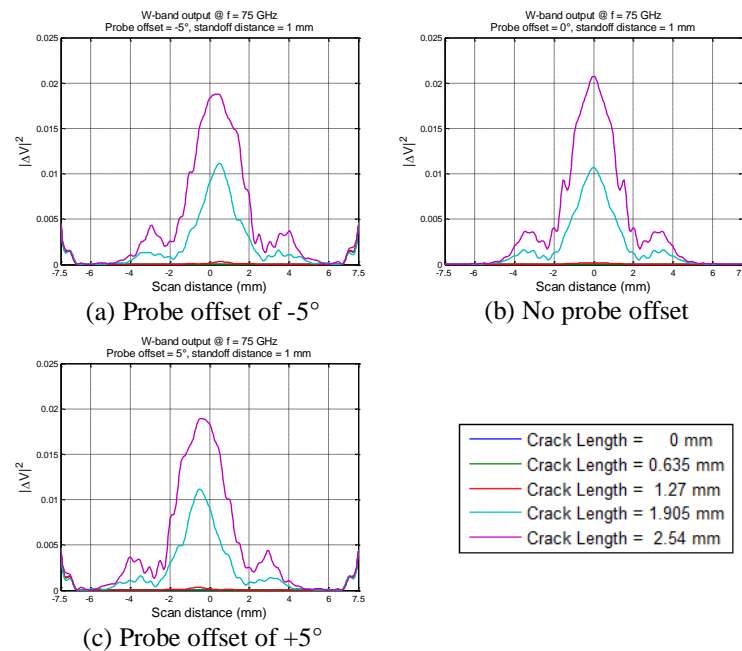 W-band output @ f = 75 GHz
Probe offset = -5°, standoff distance = 1 mm
0.025
0.02
0.015
0.01
0.005
0
|ΔV|²
-7.5 -6 -4 -2 0 2 4 6 7.5
Scan distance (mm)
(a) Probe offset of -5°
W-band output @ f = 75 GHz
Probe offset = 0°, standoff distance = 1 mm
0.025
0.02
0.015
0.01
0.005
0
|ΔV|²
-7.5 -6 -4 -2 0 2 4 6 7.
Scan distance (mm)
(b) No probe offset
W-band output @ f = 75 GHz
Probe offset = 5°, standoff distance = 1 mm
0.025
0.02
0.015
0.01
0.005
0
|ΔV|²
-7.5 -6 -4 -2 0 2 4 6 7.5
Scan distance (mm)
(c) Probe offset of +5°
Crack Length = 0 mm
Crack Length = 0.635 mm
Crack Length = 1.27 mm
Crack Length = 1.905 mm
Crack Length = 2.54 mm